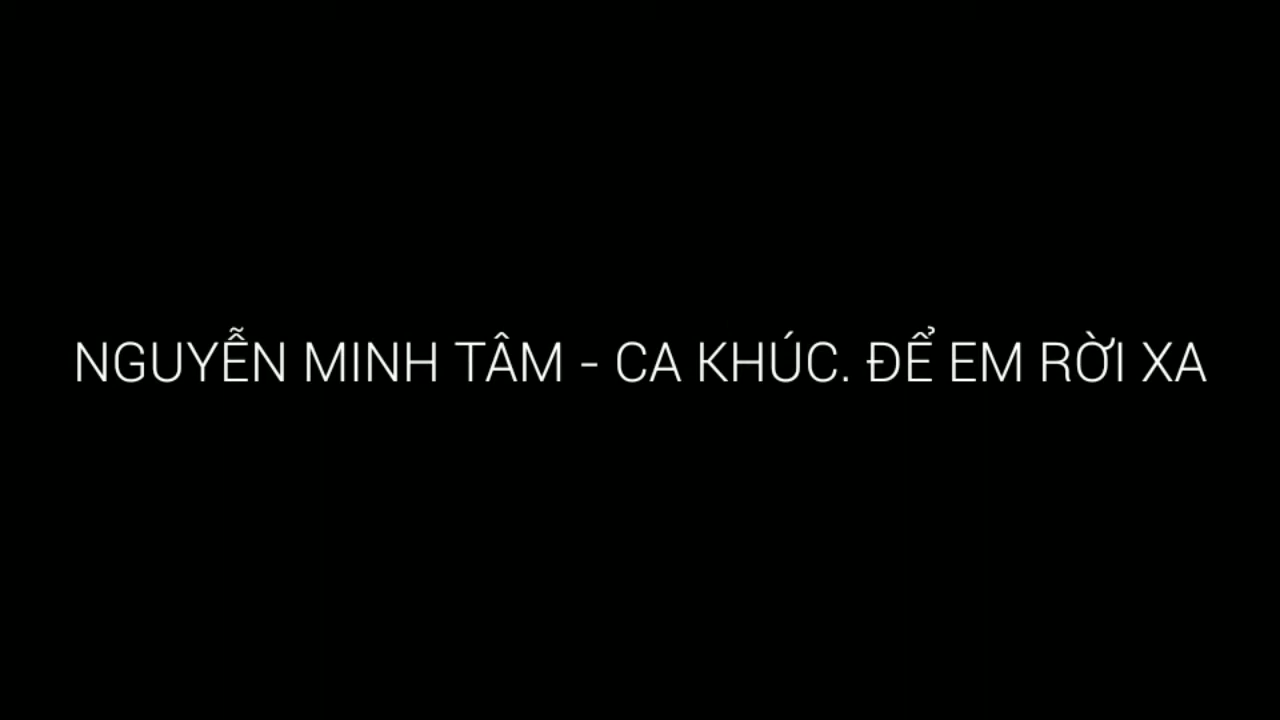 NGUYỄN MINH TÂM - CA KHÚC. ĐỂ EM RỜI XA